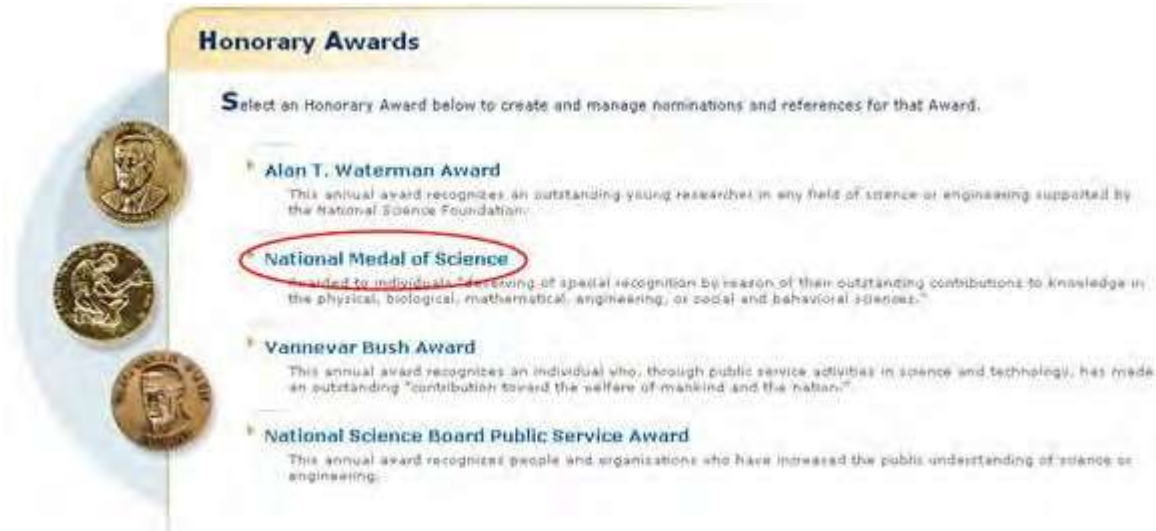 Honorary Awards
Select an Honorary Award below to create and manage nominations and references for that Award.
Alan T. Waterman Award
This annual award recognizes an outstanding young researcher in any field of science or engineering supported by
the National Science Foundation.
National Medal of Science
Awarded to individuals "deserving of special recognition by reason of their outstanding contributions to knowledge in
the physical, biological, mathematical, engineering, or social and behavioral sciences."
Vannevar Bush Award
This annual award recognizes an individual who, through public service activities in science and technology, has made
an outstanding "contribution toward the welfare of mankind and the nation."
National Science Board Public Service Award
This annual award recognizes people and organizations who have increased the public understanding of science or
engineering.